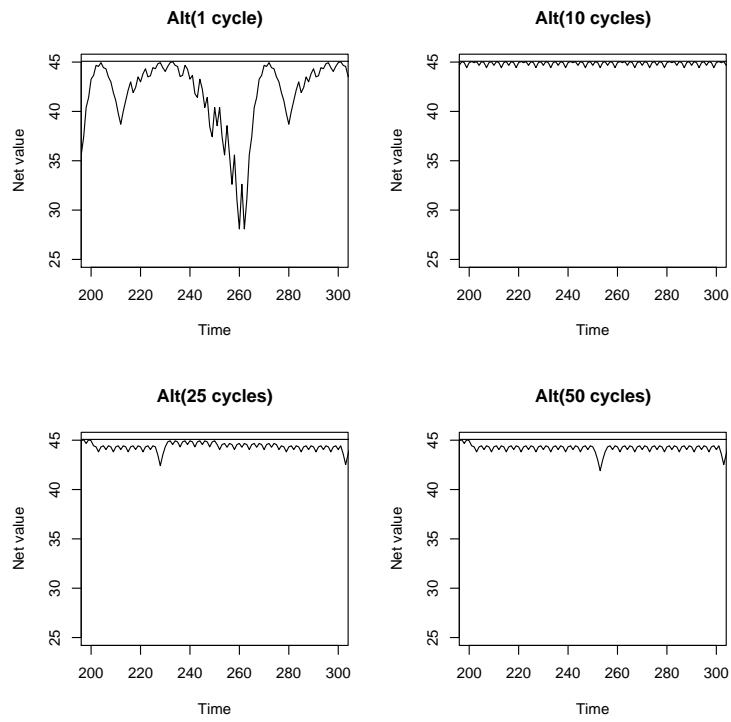 Alt(1 cycle)
Net value
25 30 35 40 45
200 220 240 260 280 300
Time
Alt(10 cycles)
Net value
25 30 35 40 45
200 220 240 260 280 300
Time
Alt(25 cycles)
Net value
25 30 35 40 45
200 220 240 260 280 300
Time
Alt(50 cycles)
Net value
25 30 35 40 45
200 220 240 260 280 300
Time